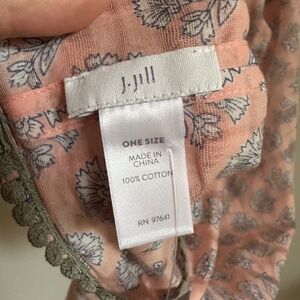 J.Jill
ONE SIZE
MADE IN
CHINA
100% COTTON
RN 97641